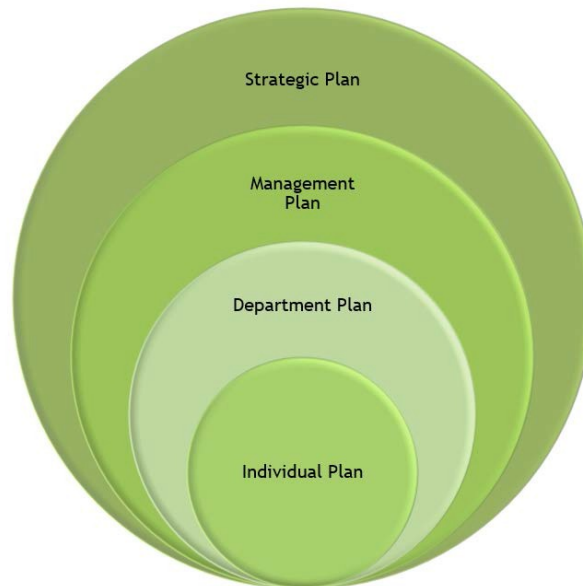 Strategic Plan
Management
Plan
Department Plan
Individual Plan